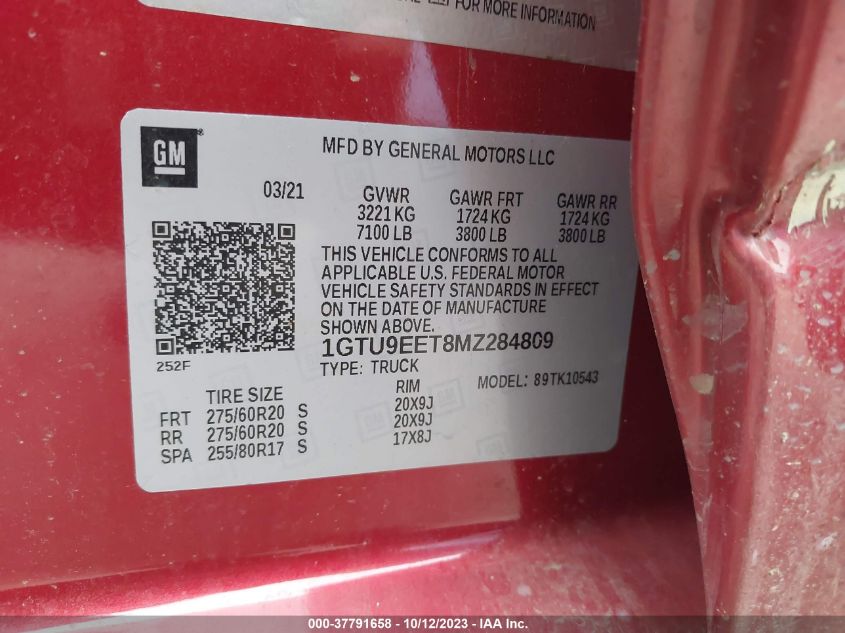 FOR MORE INFORMATION
GM
MFD BY GENERAL MOTORS LLC
03/21 GVWR GAWR FRT GAWR RR
3221 KG 1724 KG 1724 KG
7100 LB 3800 LB 3800 LB
THIS VEHICLE CONFORMS TO ALL
APPLICABLE U.S. FEDERAL MOTOR
VEHICLE SAFETY STANDARDS IN EFFECT
ON THE DATE OF MANUFACTURE
SHOWN ABOVE.
252F
1GTU9EET8MZ284809
TYPE: TRUCK MODEL: 89TK10543
TIRE SIZE RIM
FRT 275/60R20 S 20X9J
RR 275/60R20 S 20X9J
SPA 255/80R17 S 17X8J
000-37791658 - 10/12/2023 - IAA Inc.